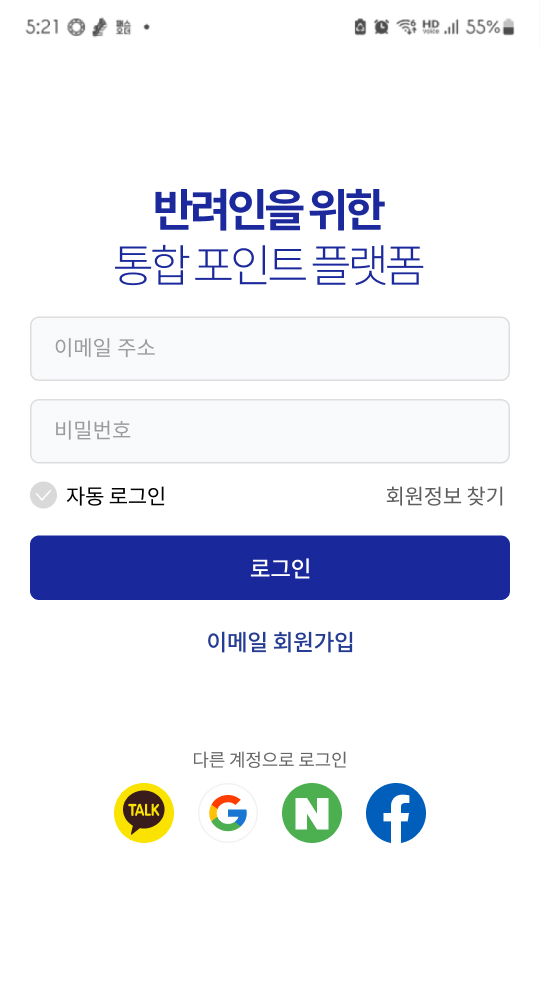 5:21
HD voice 55%
반려인을 위한
통합 포인트 플랫폼
이메일 주소
비밀번호
자동 로그인 회원정보 찾기
로그인
이메일 회원가입
다른 계정으로 로그인
TALK G N f